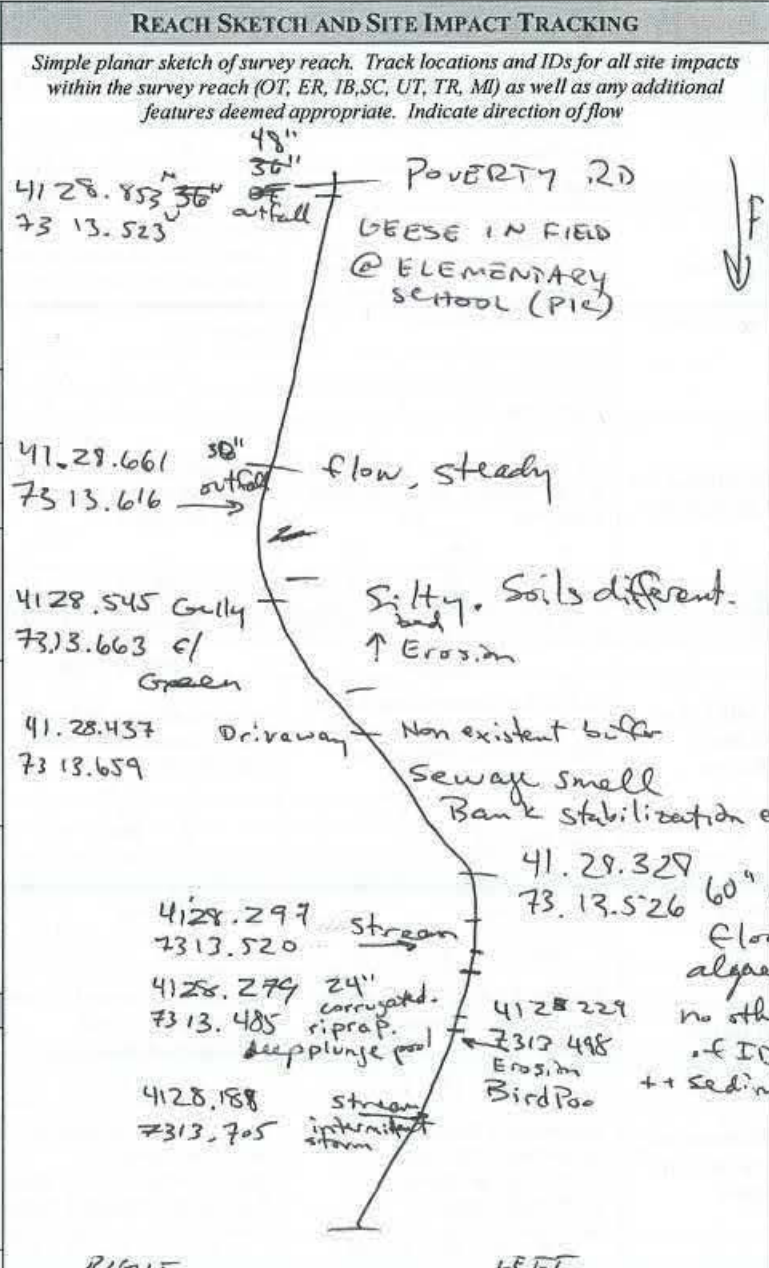 REACH SKETCH AND SITE IMPACT TRACKING
Simple planar sketch of survey reach. Track locations and IDs for all site impacts
within the survey reach (OT, ER, IB,SC, UT, TR, MI) as well as any additional
features deemed appropriate. Indicate direction of flow
48"
36"
4128.853 N 36"
outfall
73 13.523
POVERTY RD
F
GEESE IN FIELD
@ ELEMENTARY
SCHOOL (PIC)
41.28.661
outfall
73 13.616
flow, steady
4128.545 Gully
73.13.663
Green
Silty. Soils different.
bed
↑ Erosion
41.28.437 Driveway
73 13.659
Non existent buffer
Sewage smell
Bank stabilization
41.28.328
73.13.526
60"
algae
4128.297
7313.520
stream
4128.279 24"
corrugated.
7313.485 riprap.
deep plunge pool
4128 229
7313 498
Erosion
Bird Poo
no oth
++ sedim
4128.188 stream
7313.705 intermittent
storm
RIGHT
LEFT